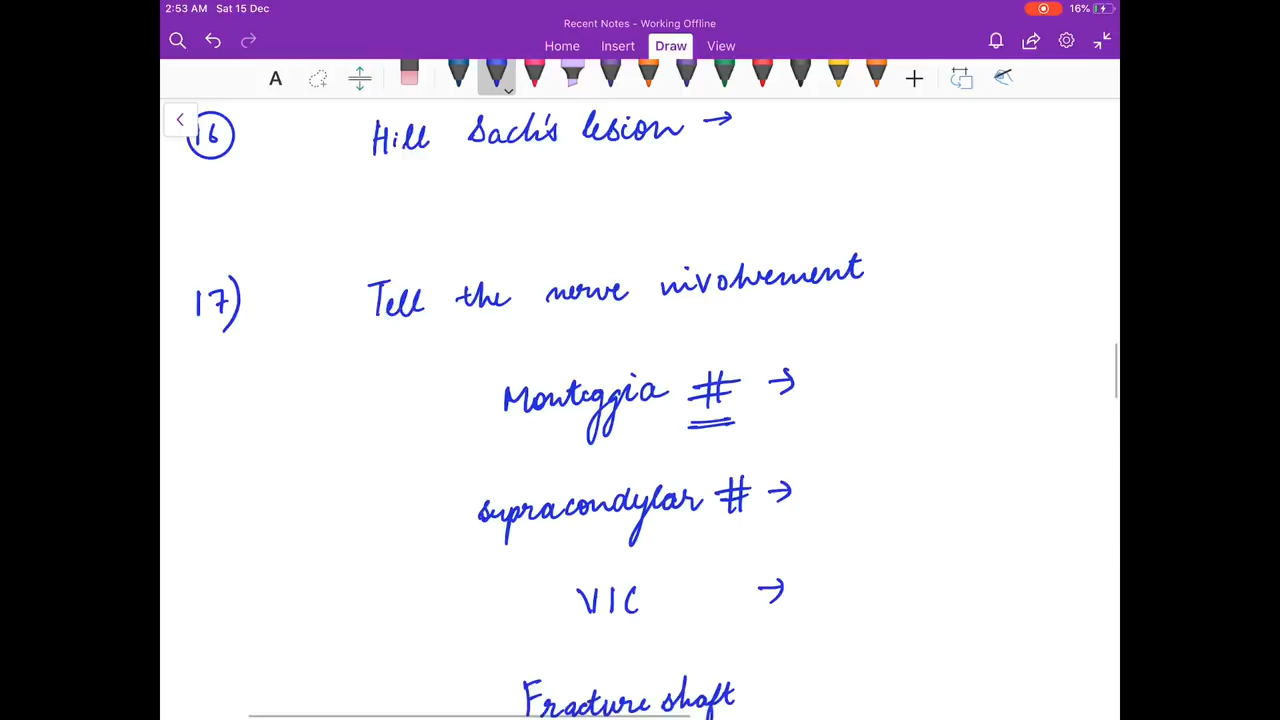 2:53 AM Sat 15 Dec
16%
Recent Notes - Working Offline
Home Insert Draw View
A
16 Hill Sach's lesion →
17) Tell the nerve involvement
Monteggia # →
supracondylar # →
VIC →
Fracture shaft